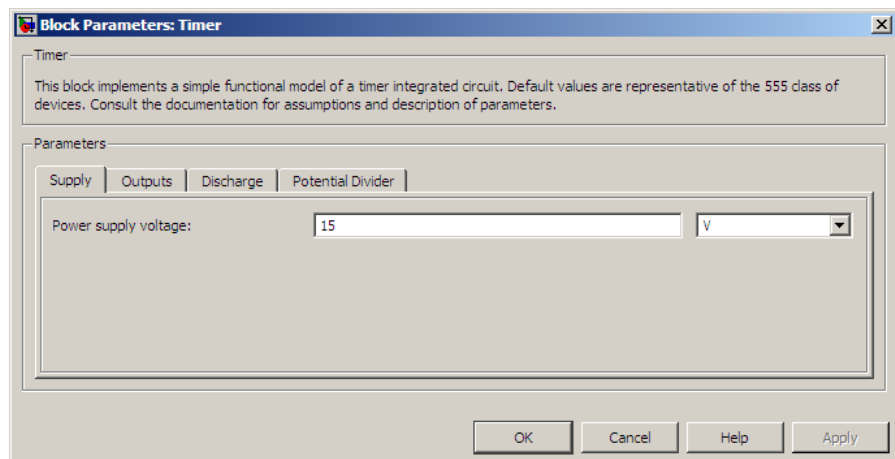 Block Parameters: Timer
Timer
This block implements a simple functional model of a timer integrated circuit. Default values are representative of the 555 class of
devices. Consult the documentation for assumptions and description of parameters.
Parameters
Supply Outputs Discharge Potential Divider
Power supply voltage: 15 V
OK Cancel Help Apply